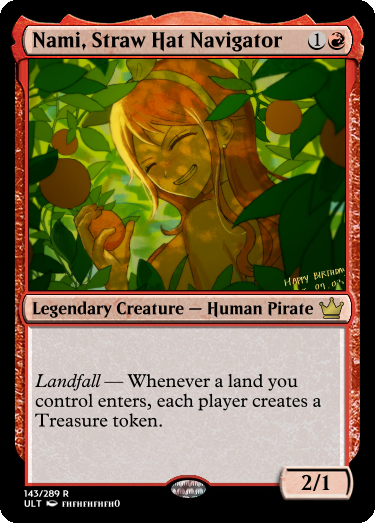 Nami, Straw Hat Navigator 1
HAPPY BIRTHDAY
Legendary Creature — Human Pirate
Landfall — Whenever a land you
control enters, each player creates a
Treasure token.
2/1
143/289 R
ULT FHFHFHFHFH0